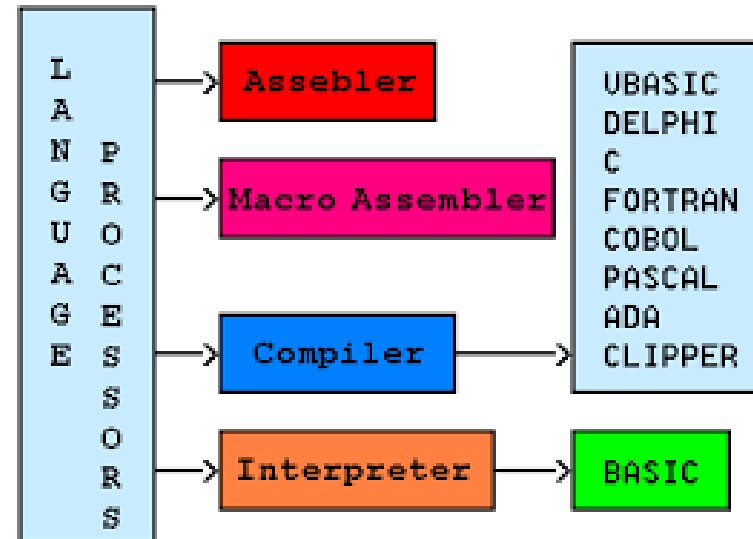 LANGUAGE
PROCESSORS
Assebler
Macro Assembler
Compiler
Interpreter
VBASIC
DELPHI
C
FORTRAN
COBOL
PASCAL
ADA
CLIPPER
BASIC